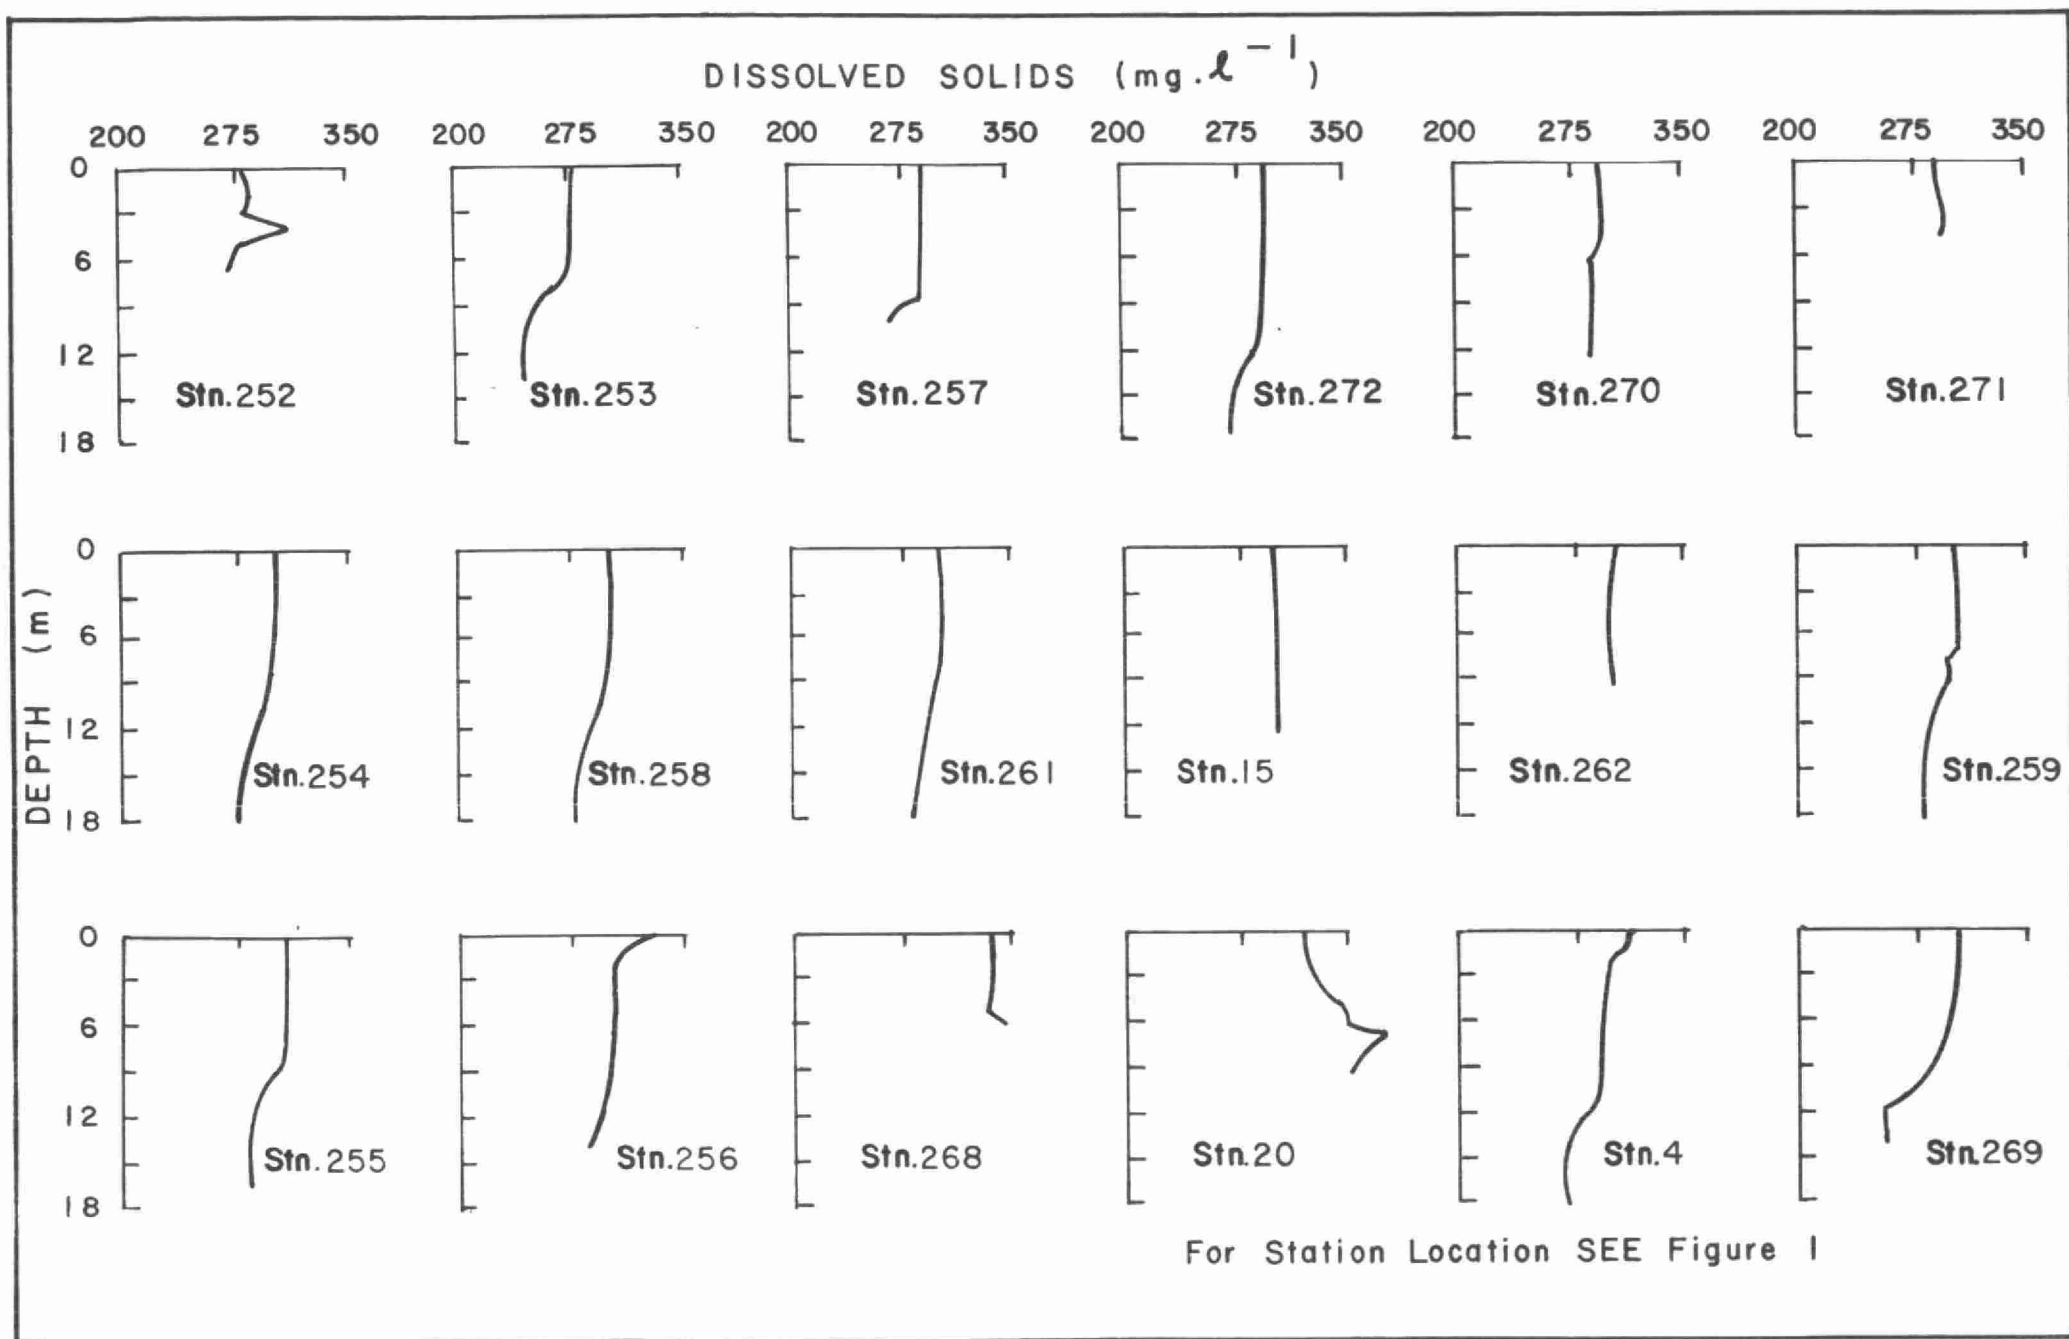 DISSOLVED SOLIDS (mg.ℓ⁻¹)
200 275 350 200 275 350 200 275 350 200 275 350 200 275 350 200 275 350
0
6
12
Stn.252 Stn.253 Stn.257 Stn.272 Stn.270 Stn.271
18
DEPTH (m)
0
6
12
Stn.254 Stn.258 Stn.261 Stn.15 Stn.262 Stn.259
18
0
6
12
Stn.255 Stn.256 Stn.268 Stn.20 Stn.4 Stn.269
18
For Station Location SEE Figure 1